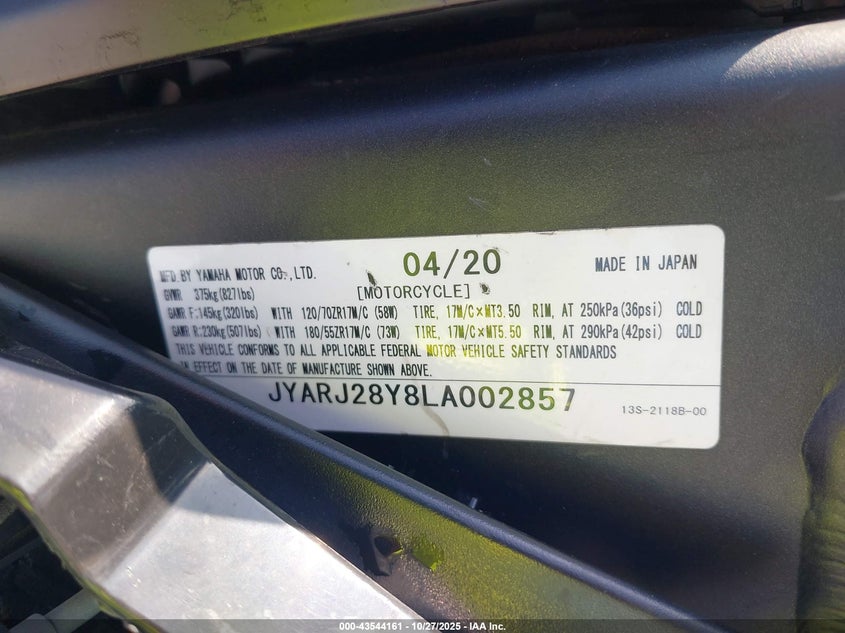 MFD.BY YAMAHA MOTOR CO.,LTD. 04/20 MADE IN JAPAN
GVWR 375kg(827lbs) [MOTORCYCLE]
GAWR F:145kg(320lbs) WITH 120/70ZR17M/C (58W) TIRE, 17M/C×MT3.50 RIM, AT 250kPa(36psi) COLD
GAWR R:230kg(507lbs) WITH 180/55ZR17M/C (73W) TIRE, 17M/C×MT5.50 RIM, AT 290kPa(42psi) COLD
THIS VEHICLE CONFORMS TO ALL APPLICABLE FEDERAL MOTOR VEHICLE SAFETY STANDARDS
IN EFFECT ON THE DATE OF MANUFACTURE SHOWN ABOVE.
JYARJ28Y8LA002857 13S-2118B-00
000-43544161 - 10/27/2025 - IAA Inc.